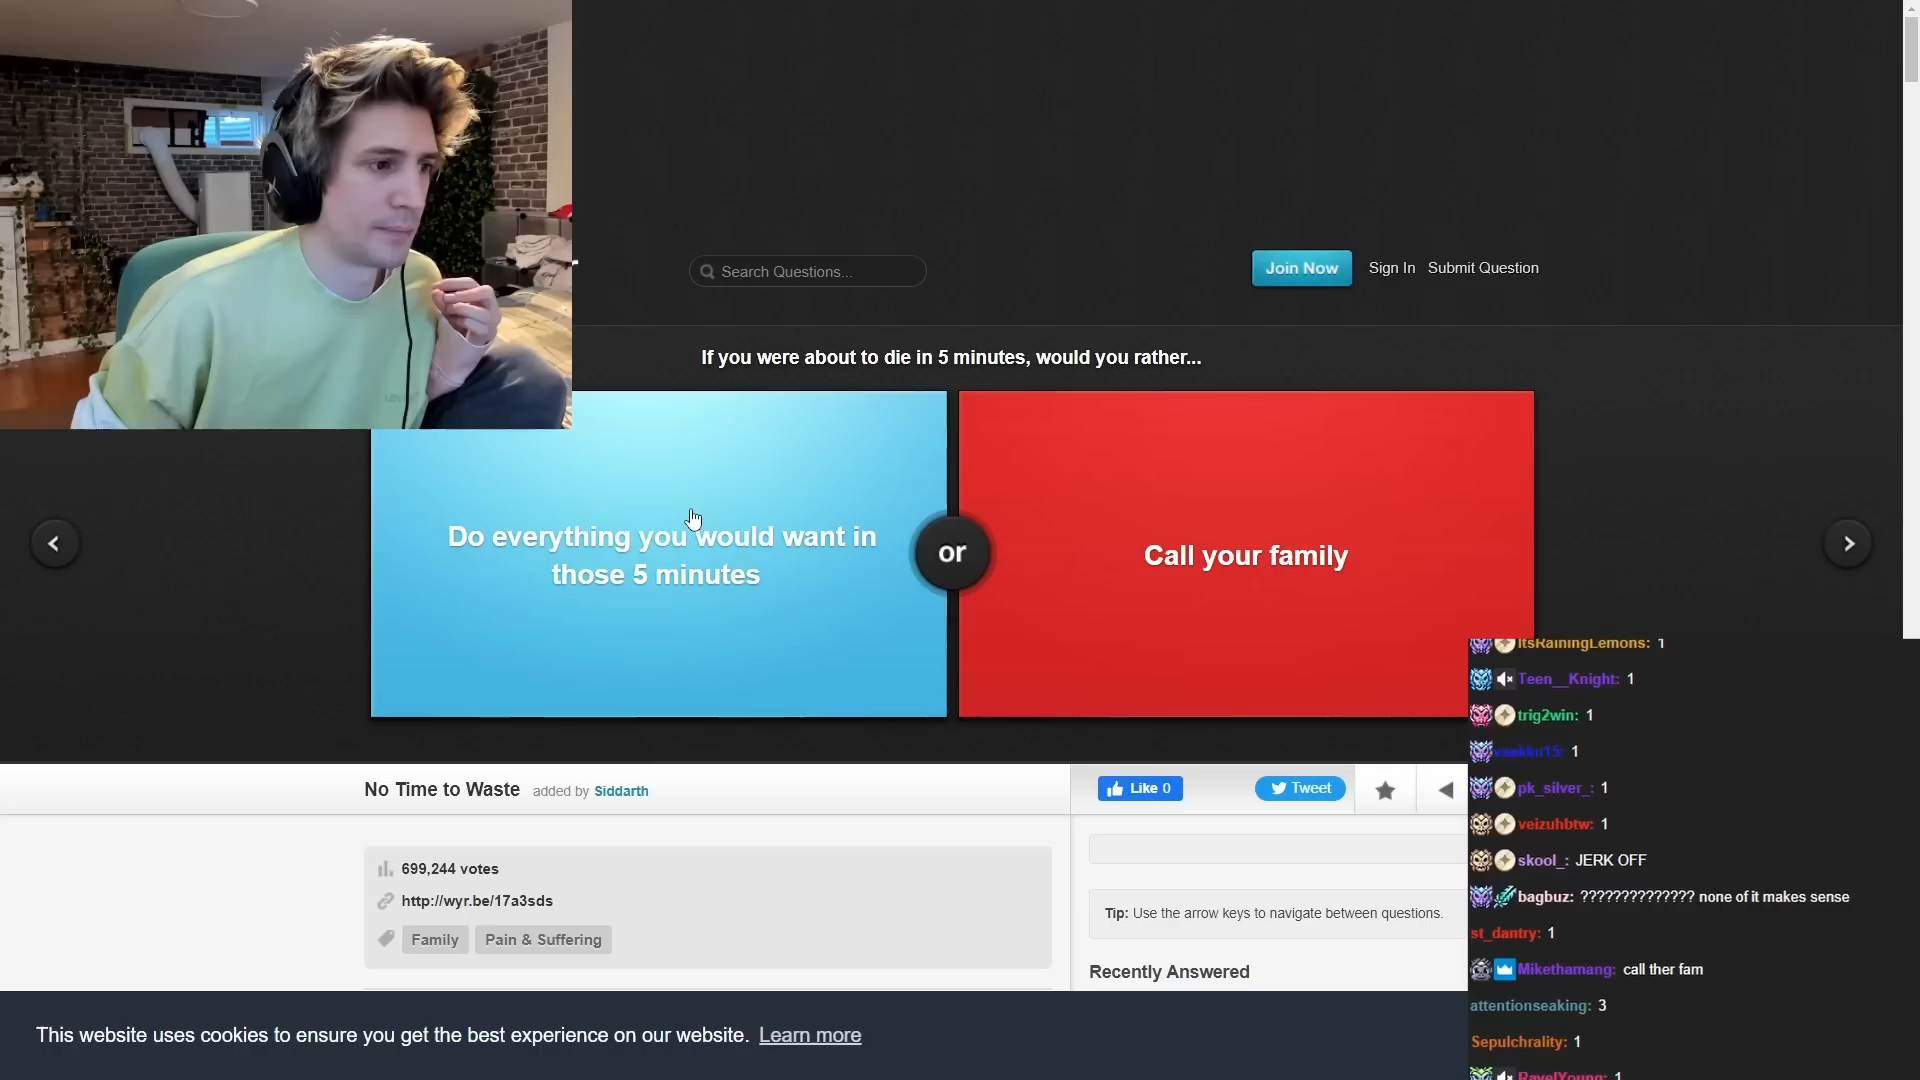 Search Questions...
Join Now
Sign In
Submit Question
If you were about to die in 5 minutes, would you rather...
Do everything you would want in
those 5 minutes
or
Call your family
No Time to Waste added by Siddarth
Like 0
Tweet
699,244 votes
http://wyr.be/17a3sds
Family
Pain & Suffering
Tip: Use the arrow keys to navigate between questions.
Recently Answered
This website uses cookies to ensure you get the best experience on our website. Learn more
ItsRainingLemons: 1
Teen__Knight: 1
trig2win: 1
1
pk_silver_: 1
veizuhbtw: 1
skool_: JERK OFF
bagbuz: ?????????????? none of it makes sense
st_dantry: 1
Mikethamang: call ther fam
attentionseaking: 3
Sepulchrality: 1
RavelYoung: 1